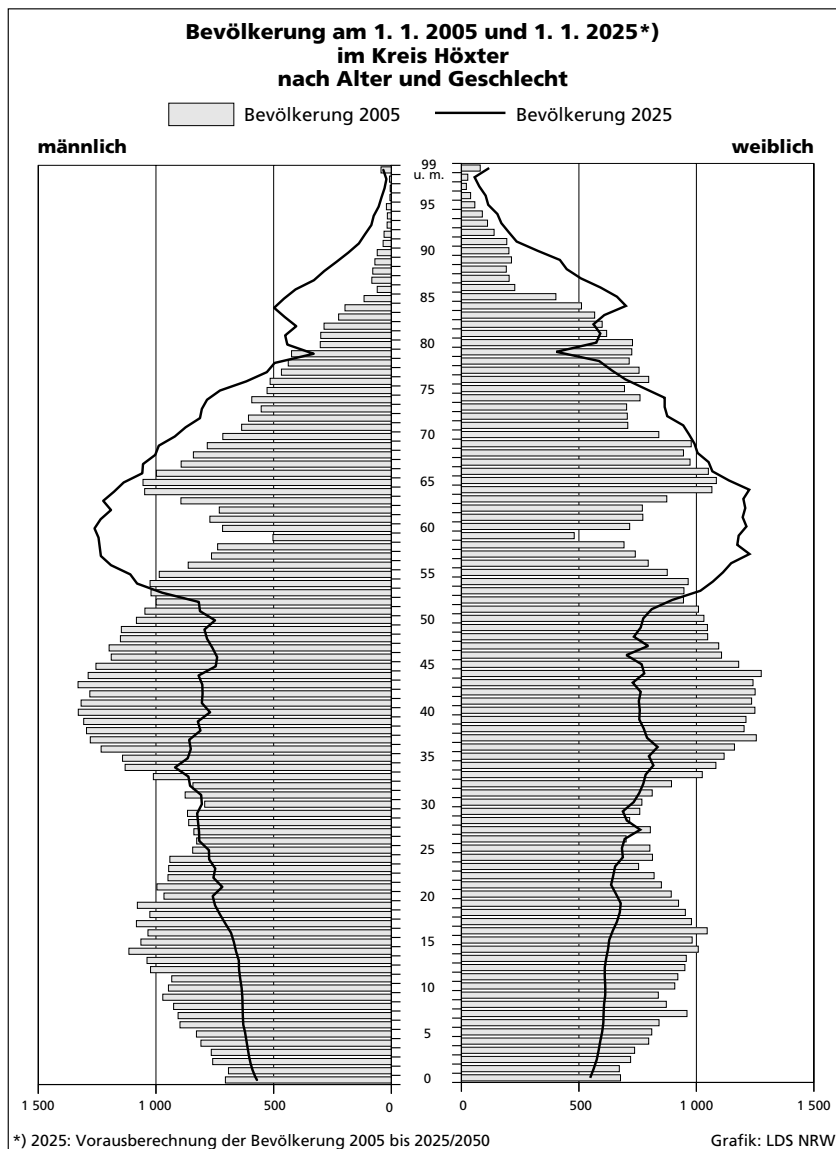 Bevölkerung am 1. 1. 2005 und 1. 1. 2025*)
im Kreis Höxter
nach Alter und Geschlecht
Bevölkerung 2005 Bevölkerung 2025
männlich weiblich
99
u. m.
95
90
85
80
75
70
65
60
55
50
45
40
35
30
25
20
15
10
5
0
1 500 1 000 500 0 0 500 1 000 1 500
*) 2025: Vorausberechnung der Bevölkerung 2005 bis 2025/2050 Grafik: LDS NRW